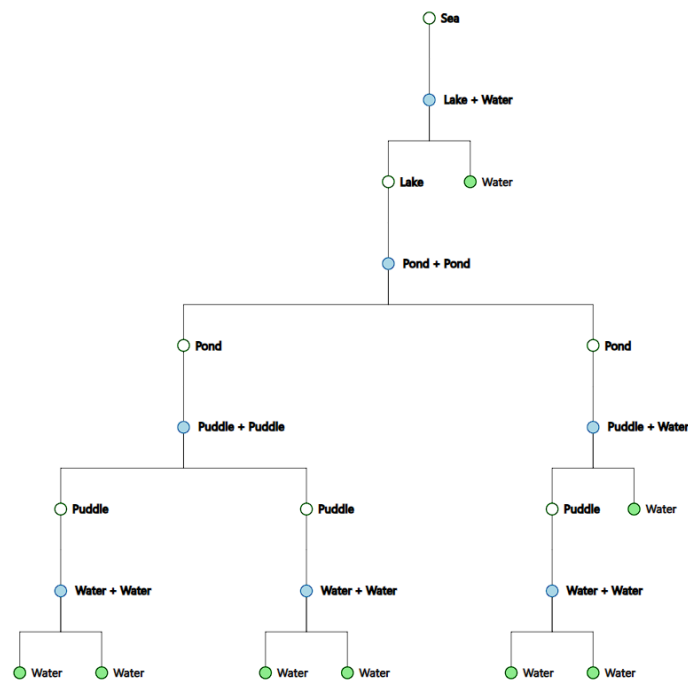 Sea
Lake + Water
Lake
Water
Pond + Pond
Pond
Pond
Puddle + Puddle
Puddle + Water
Puddle
Puddle
Puddle
Water
Water + Water
Water + Water
Water + Water
Water
Water
Water
Water
Water
Water